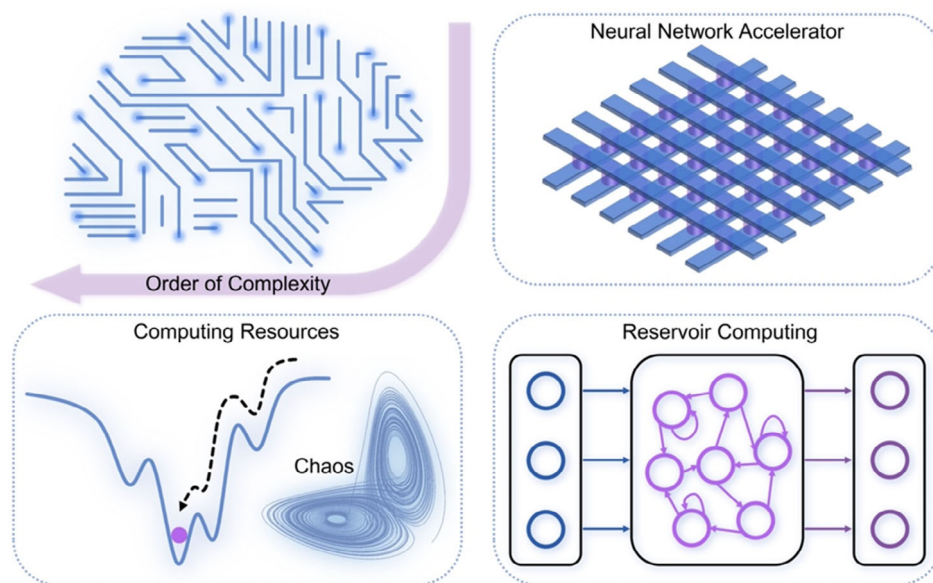 Neural Network Accelerator
Order of Complexity
Computing Resources
Chaos
Reservoir Computing